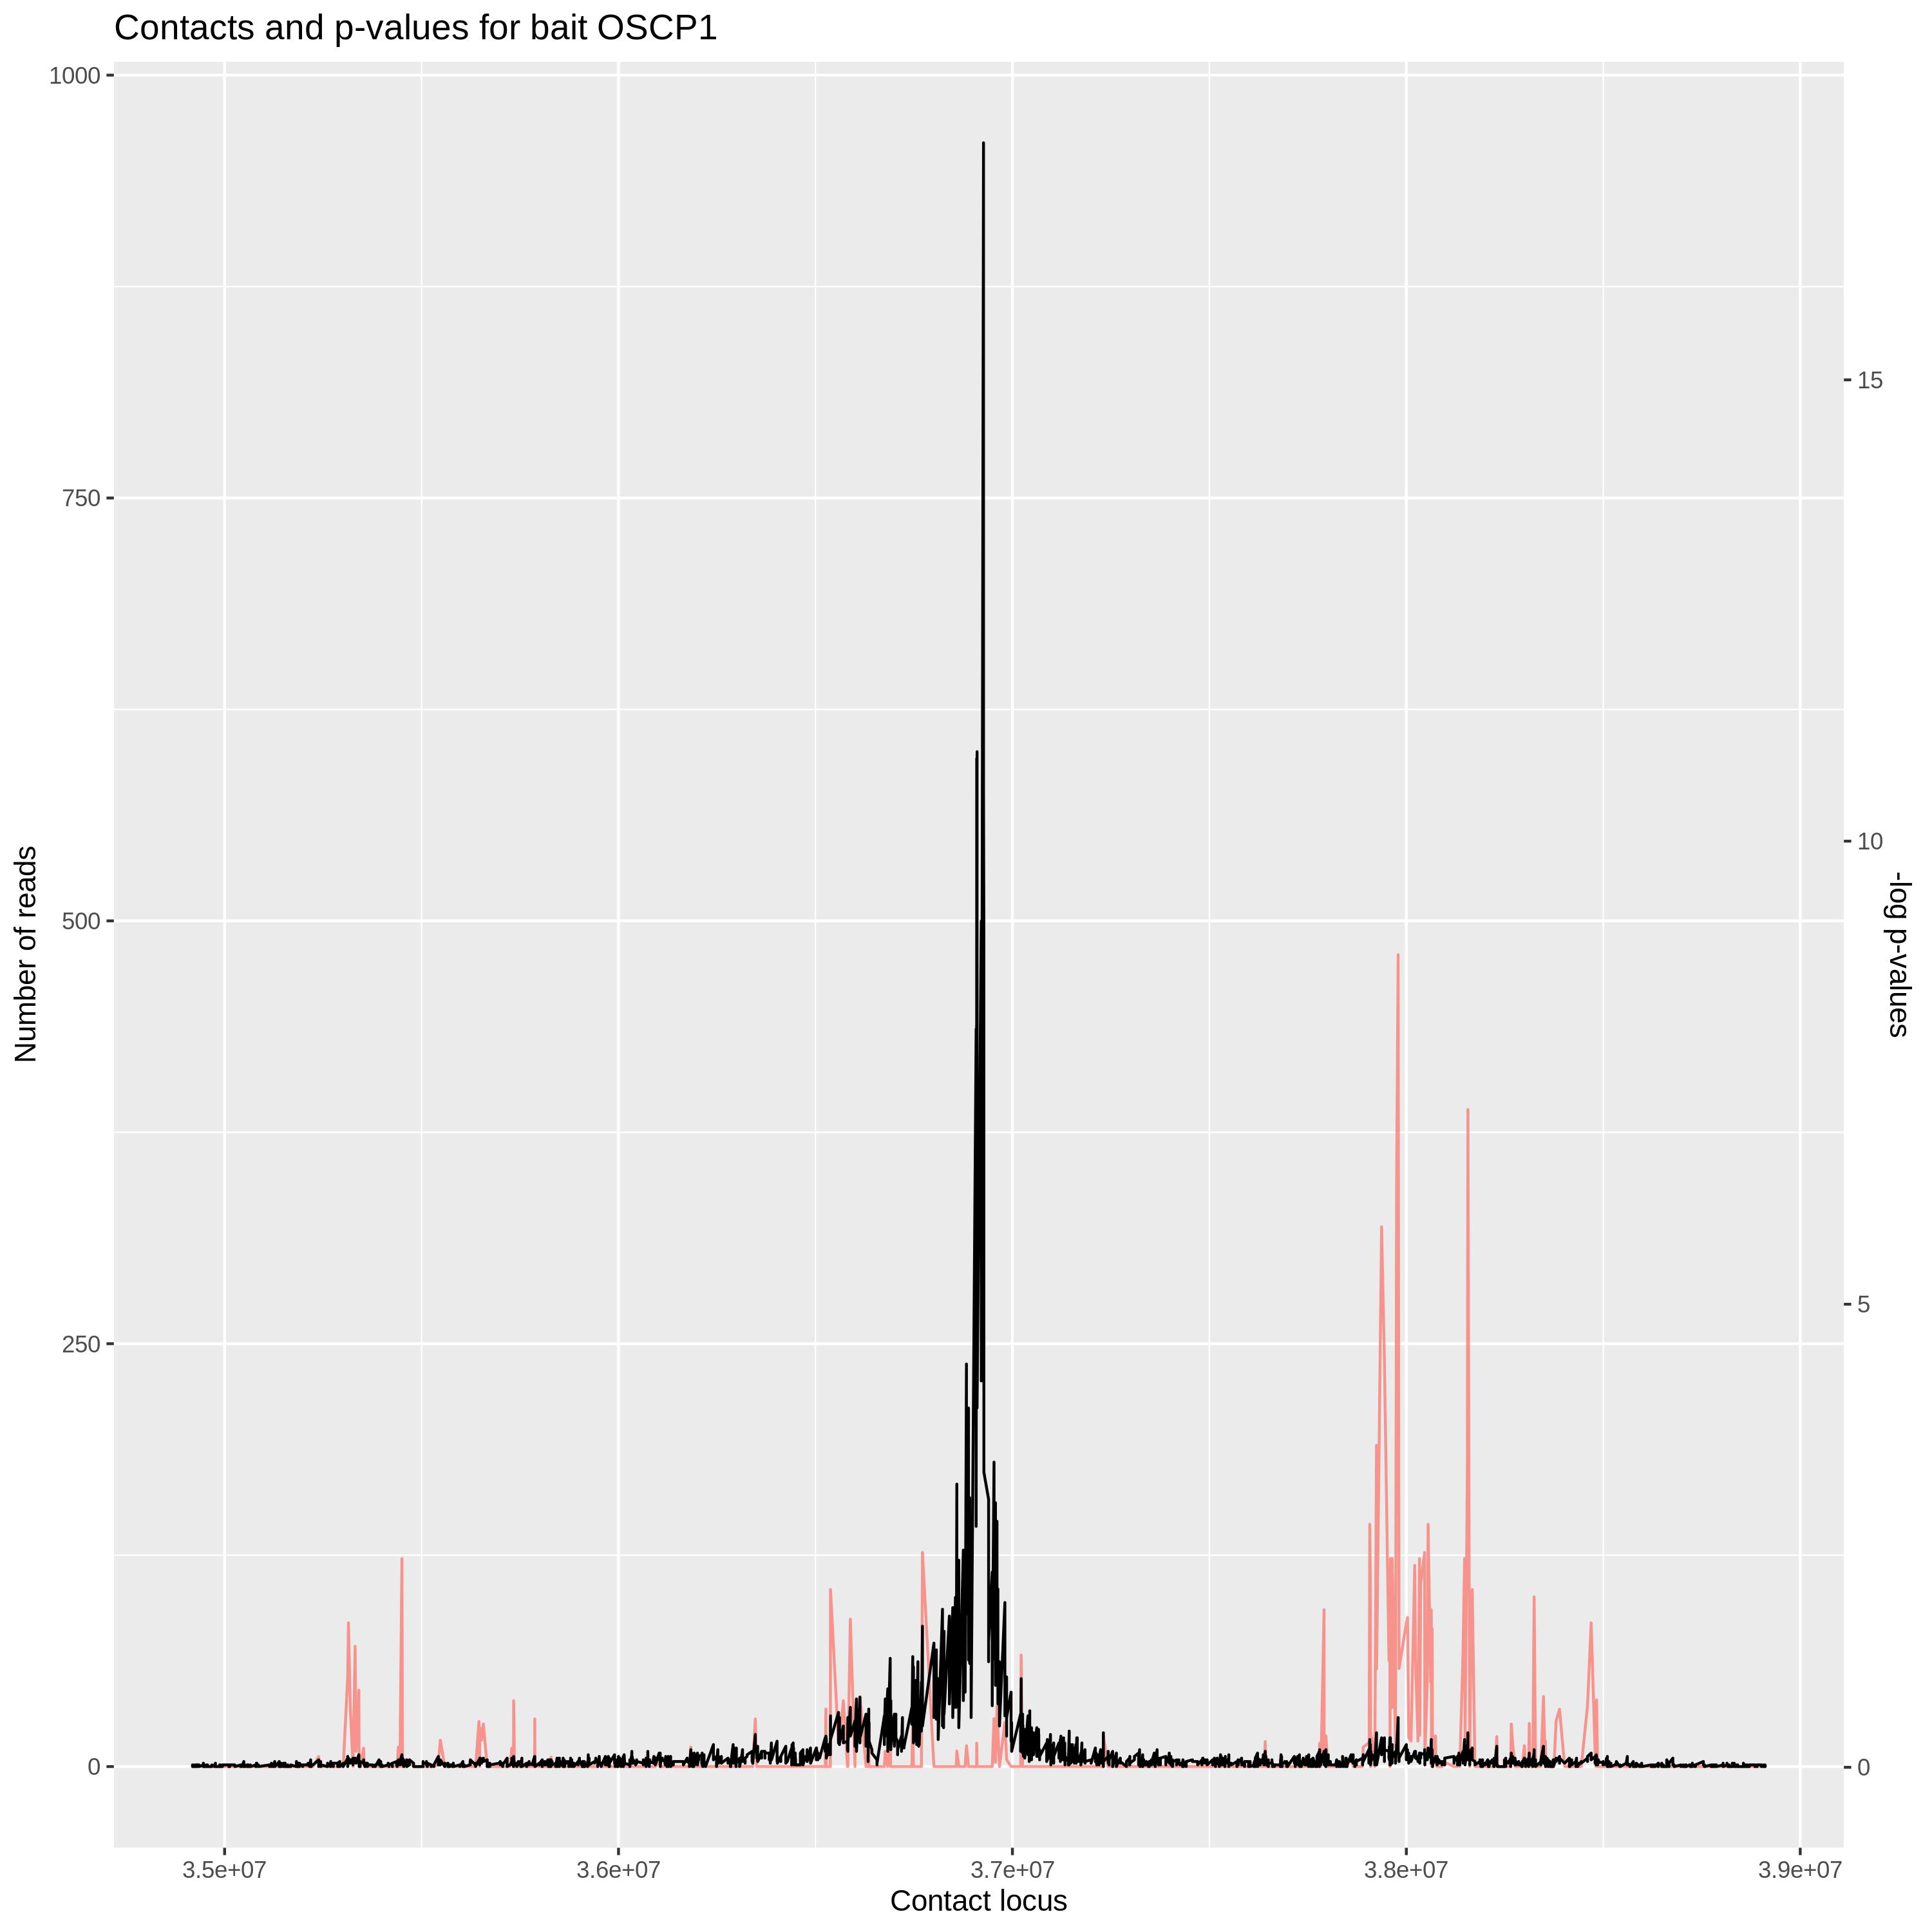 Contacts and p-values for bait OSCP1
1000
750
500
250
0
Number of reads
15
10
5
0
-log p-values
3.5e+07 3.6e+07 3.7e+07 3.8e+07 3.9e+07
Contact locus